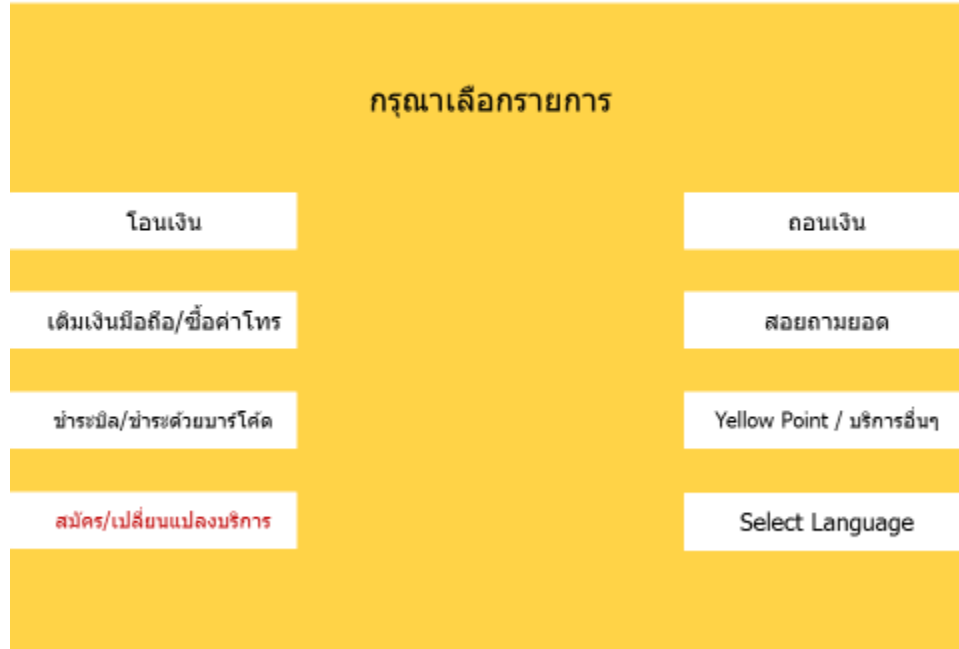 กรุณาเลือกรายการ
โอนเงิน
ถอนเงิน
เติมเงินมือถือ/ซื้อค่าโทร
สอยถามยอด
ชำระบิล/ชำระด้วยบาร์โค้ด
Yellow Point / บริการอื่นๆ
สมัคร/เปลี่ยนแปลงบริการ
Select Language